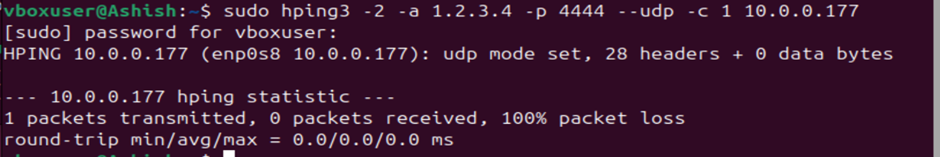 vboxuser@Ashish:~$ sudo hping3 -2 -a 1.2.3.4 -p 4444 --udp -c 1 10.0.0.177
[sudo] password for vboxuser:
HPING 10.0.0.177 (enp0s8 10.0.0.177): udp mode set, 28 headers + 0 data bytes
--- 10.0.0.177 hping statistic ---
1 packets transmitted, 0 packets received, 100% packet loss
round-trip min/avg/max = 0.0/0.0/0.0 ms